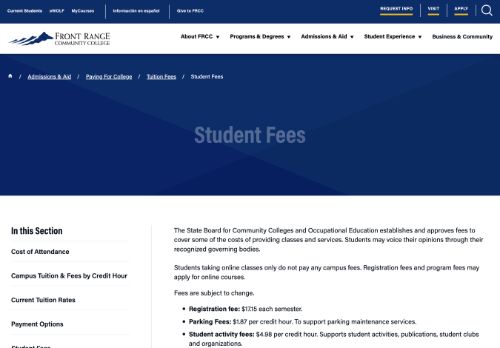 Current Students eWOLF MyCourses Información en español Give to FRCC REQUEST INFO VISIT APPLY
FRONT RANGE
COMMUNITY COLLEGE
About FRCC Programs & Degrees Admissions & Aid Student Experience Business & Community
/ Admissions & Aid / Paying For College / Tuition Fees / Student Fees
Student Fees
In this Section
Cost of Attendance
Campus Tuition & Fees by Credit Hour
Current Tuition Rates
Payment Options
Student Fees
The State Board for Community Colleges and Occupational Education establishes and approves fees to
cover some of the costs of providing classes and services. Students may voice their opinions through their
recognized governing bodies.
Students taking online classes only do not pay any campus fees. Registration fees and program fees may
apply for online courses.
Fees are subject to change.
• Registration fee: $17.15 each semester.
• Parking Fees: $1.87 per credit hour. To support parking maintenance services.
• Student activity fees: $4.98 per credit hour. Supports student activities, publications, student clubs
and organizations.